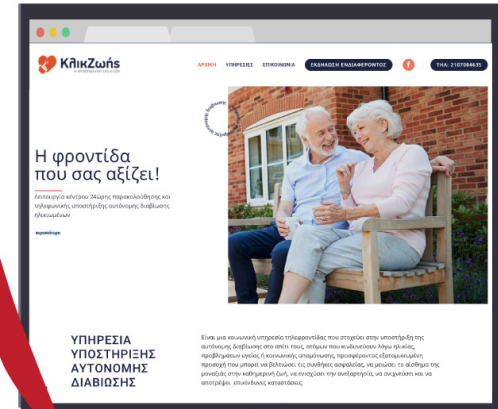 ΚλικΖωής
ΑΡΧΙΚΗ ΥΠΗΡΕΣΙΕΣ ΕΠΙΚΟΙΝΩΝΙΑ ΕΚΔΗΛΩΣΗ ΕΝΔΙΑΦΕΡΟΝΤΟΣ f ΤΗΛ: 2107084635
Η φροντίδα
που σας αξίζει!
Λειτουργία κέντρου 24ώρης παρακολούθησης και
τηλεφωνικής υποστήριξης αυτόνομης διαβίωσης
ηλικιωμένων
περισσότερα
ΥΠΗΡΕΣΙΑ
ΥΠΟΣΤΗΡΙΞΗΣ
ΑΥΤΟΝΟΜΗΣ
ΔΙΑΒΙΩΣΗΣ
Είναι μια κοινωνική υπηρεσία τηλεφροντίδας που στοχεύει στην υποστήριξη της
αυτόνομης διαβίωσης στο σπίτι τους, ατόμων που κινδυνεύουν λόγω ηλικίας,
προβλημάτων υγείας ή κοινωνικής απομόνωσης, προσφέροντας εξατομικευμένη
προσοχή που μπορεί να βελτιώσει τις συνθήκες ασφαλείας, να μειώσει το αίσθημα της
μοναξιάς στην καθημερινή ζωή, να ενισχύσει την ανεξαρτησία, να ανιχνεύσει και να
αποτρέψει επικίνδυνες καταστάσεις.